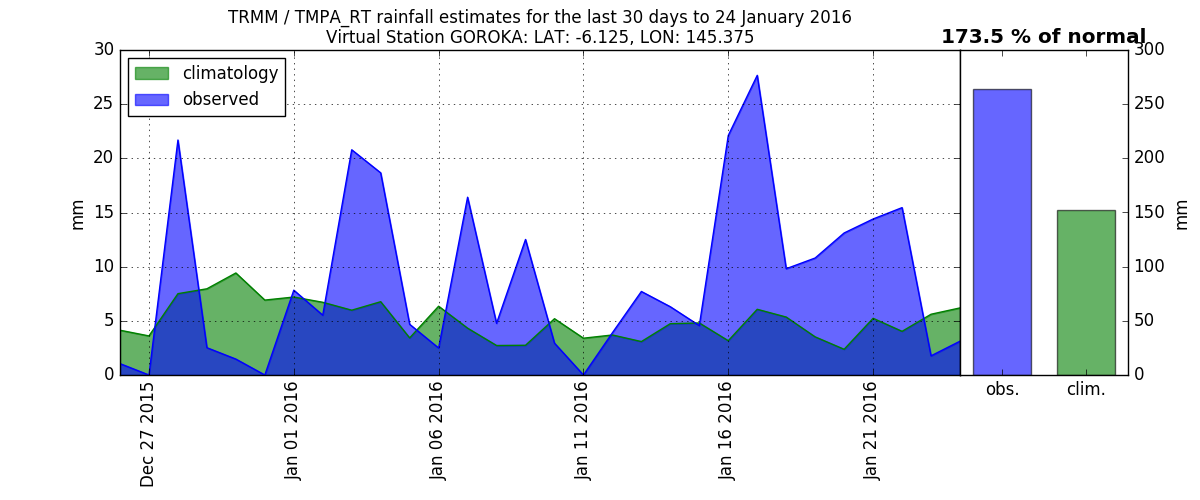 TRMM / TMPA_RT rainfall estimates for the last 30 days to 24 January 2016
Virtual Station GOROKA: LAT: -6.125, LON: 145.375
173.5 % of normal
climatology
observed
mm
30
25
20
15
10
5
0
Dec 27 2015
Jan 01 2016
Jan 06 2016
Jan 11 2016
Jan 16 2016
Jan 21 2016
obs.
clim.
300
250
200
150
100
50
0
mm